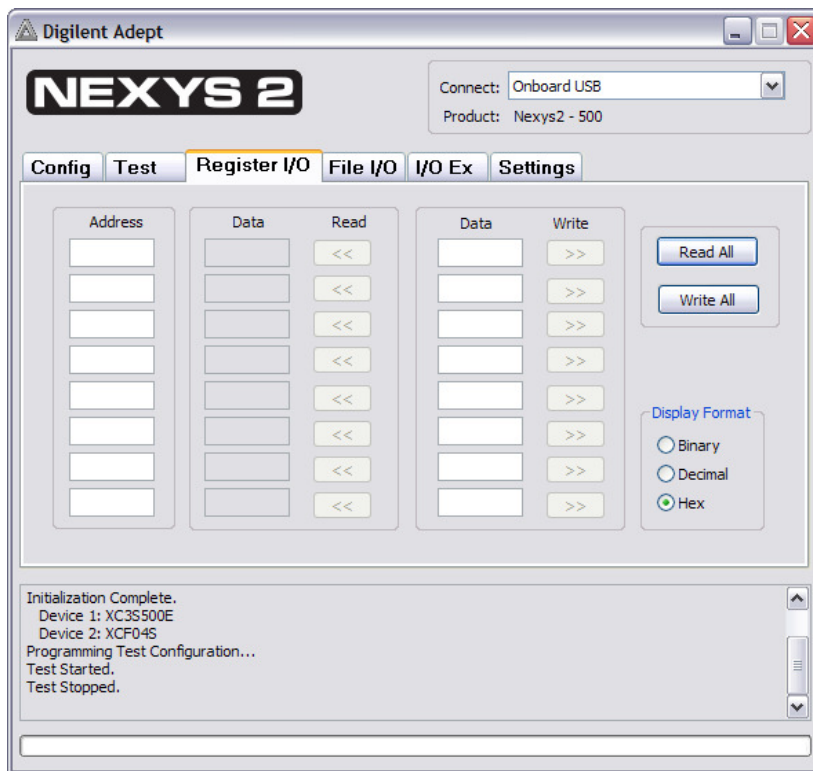 Digilent Adept
NEXYS 2
Connect: Onboard USB
Product: Nexys2 - 500
Config Test Register I/O File I/O I/O Ex Settings
Address Data Read Data Write
<< >>
<< >>
<< >>
<< >>
<< >>
<< >>
<< >>
<< >>
Read All
Write All
Display Format
Binary
Decimal
Hex
Initialization Complete.
Device 1: XC3S500E
Device 2: XCF04S
Programming Test Configuration...
Test Started.
Test Stopped.